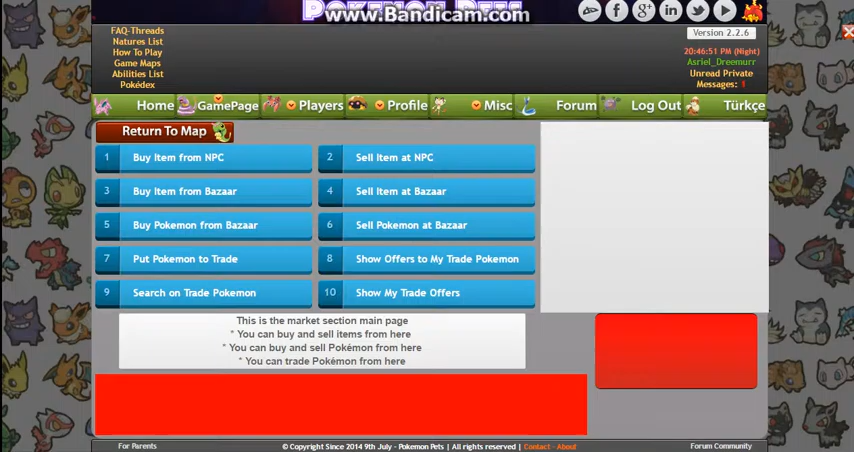 Pokemon Pets
www.Bandicam.com
FAQ-Threads
Natures List
How To Play
Game Maps
Abilities List
Pokédex
Version 2.2.6
20:46:51 PM (Night)
Asriel_Dreemurr
Unread Private
Messages: 1
Home GamePage Players Profile Misc Forum Log Out Türkçe
Return To Map
1 Buy Item from NPC
2 Sell Item at NPC
3 Buy Item from Bazaar
4 Sell Item at Bazaar
5 Buy Pokemon from Bazaar
6 Sell Pokemon at Bazaar
7 Put Pokemon to Trade
8 Show Offers to My Trade Pokemon
9 Search on Trade Pokemon
10 Show My Trade Offers
This is the market section main page
* You can buy and sell items from here
* You can buy and sell Pokémon from here
* You can trade Pokémon from here
For Parents
© Copyright Since 2014 9th July - Pokemon Pets | All rights reserved | Contact - About
Forum Community